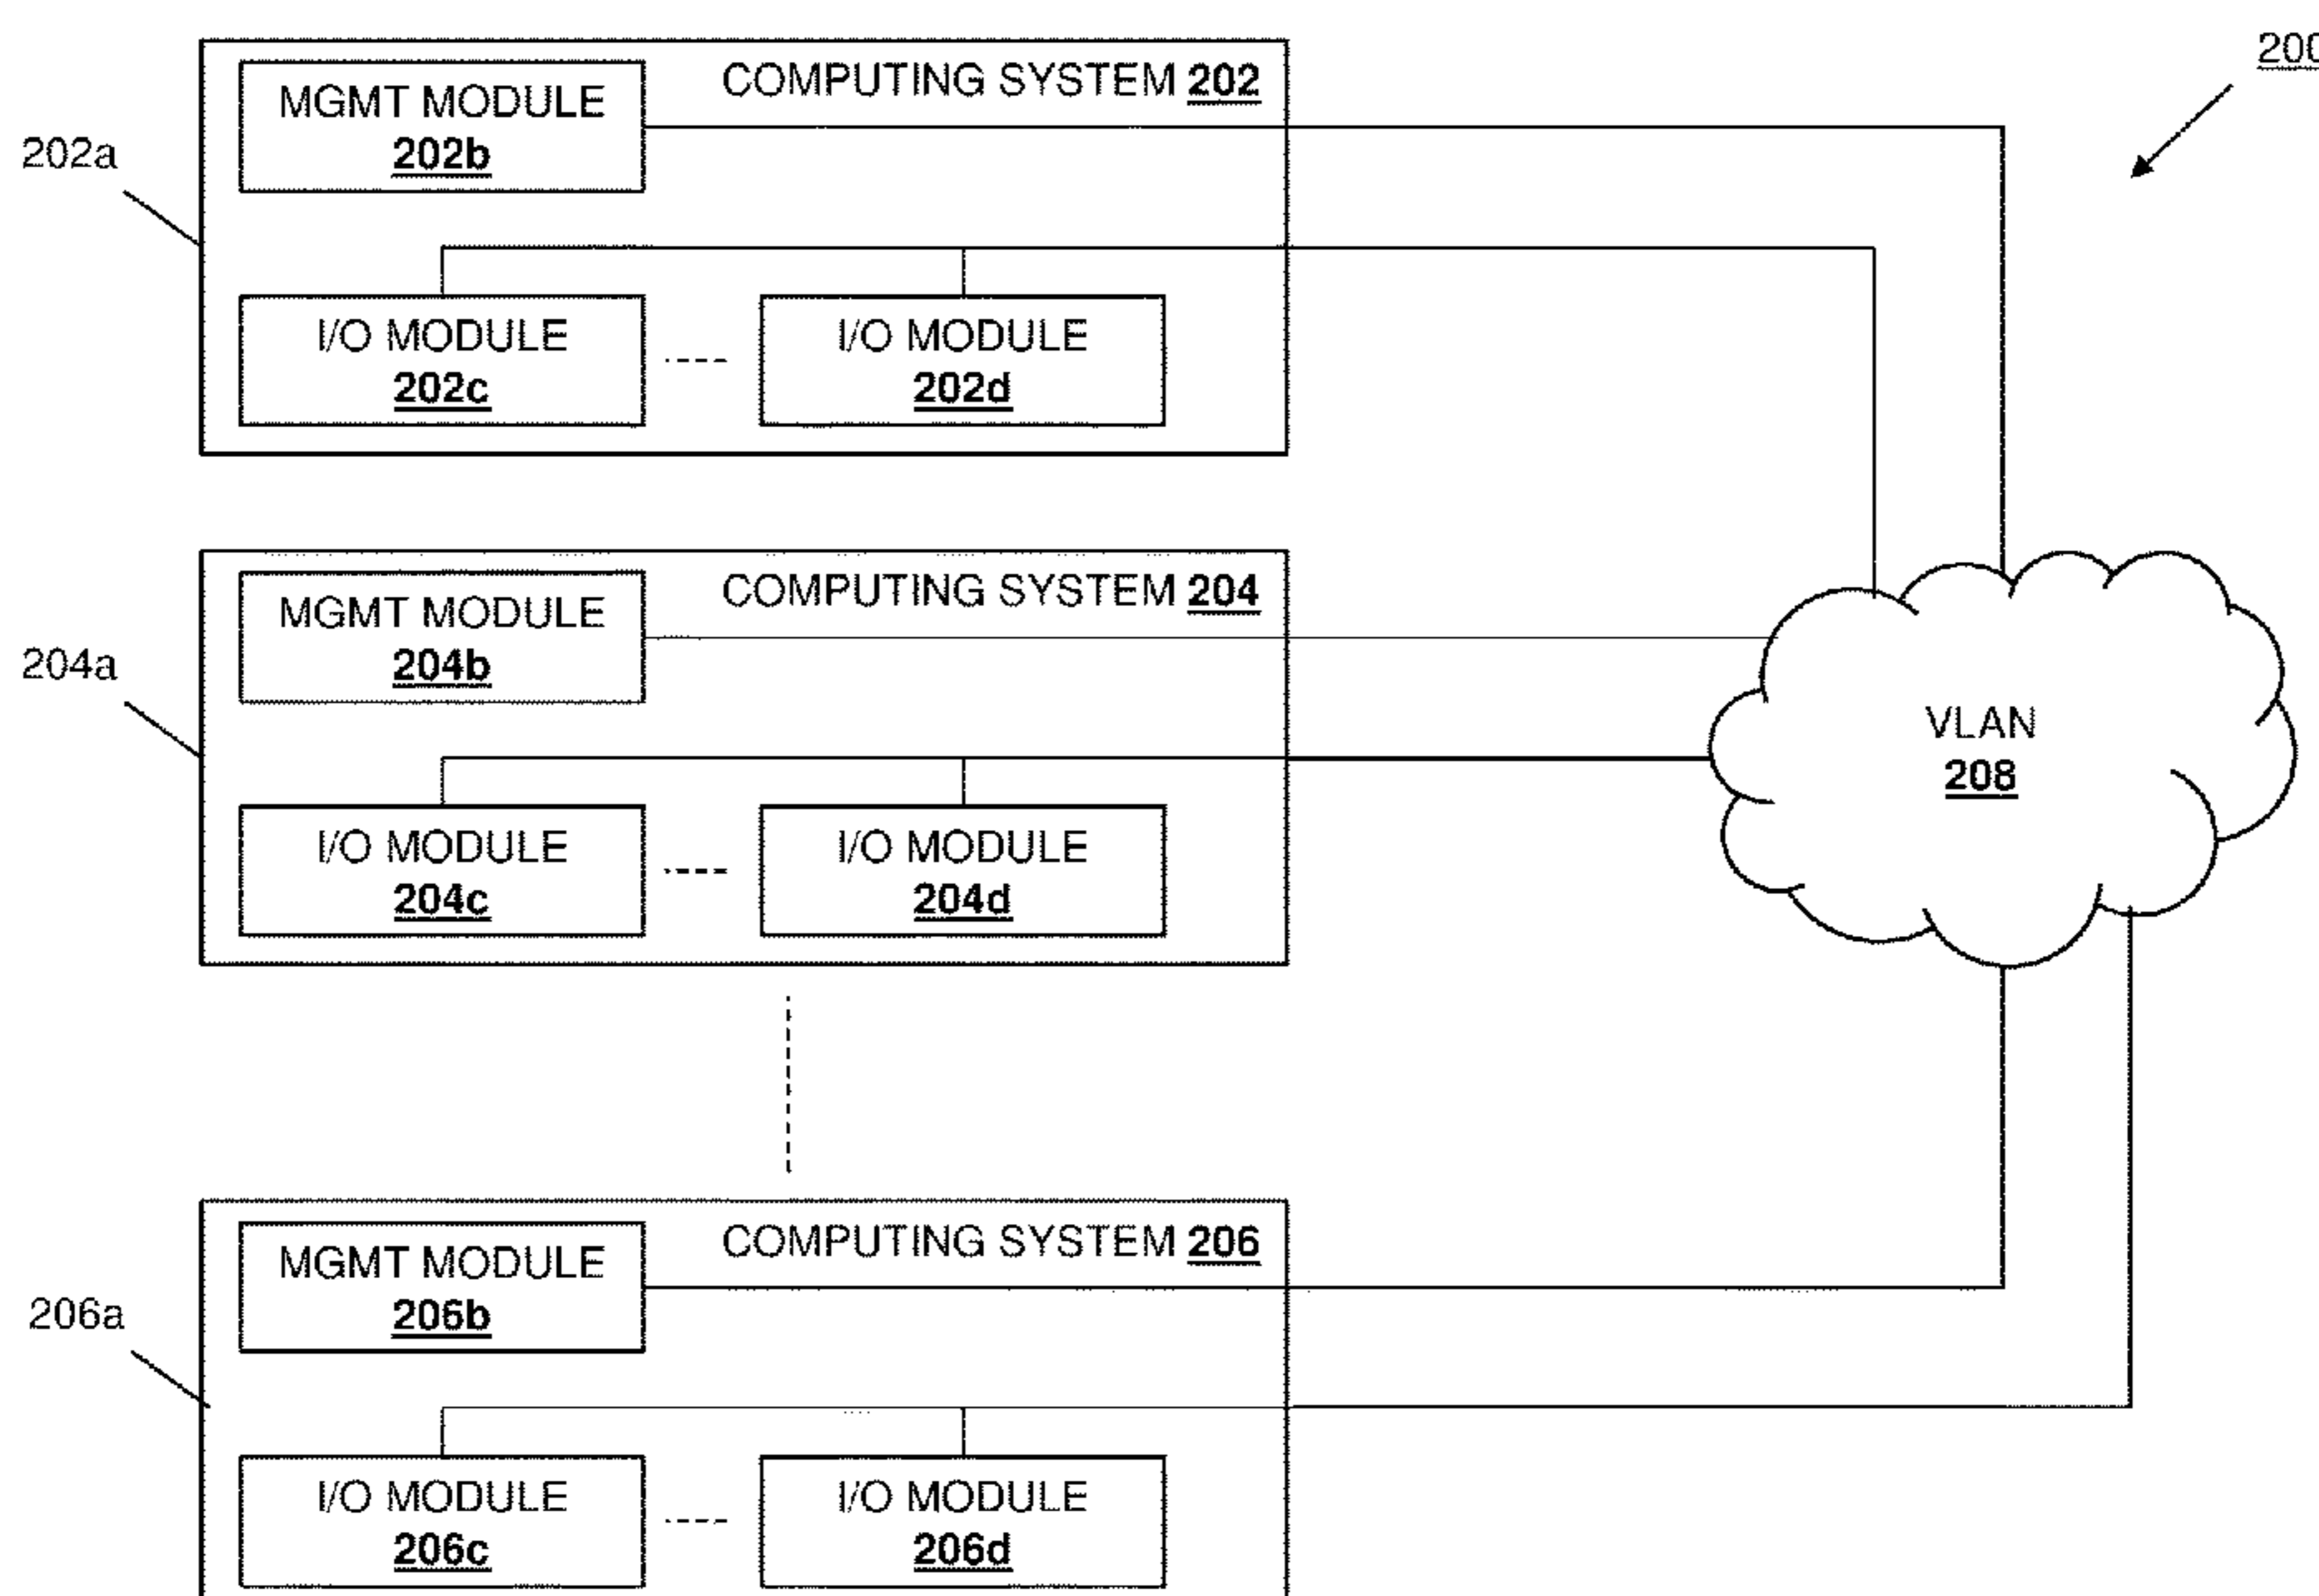 200
COMPUTING SYSTEM 202
MGMT MODULE
202b
202a
I/O MODULE
202c
I/O MODULE
202d
COMPUTING SYSTEM 204
MGMT MODULE
204b
204a
I/O MODULE
204c
I/O MODULE
204d
VLAN
208
COMPUTING SYSTEM 206
MGMT MODULE
206b
206a
I/O MODULE
206c
I/O MODULE
206d